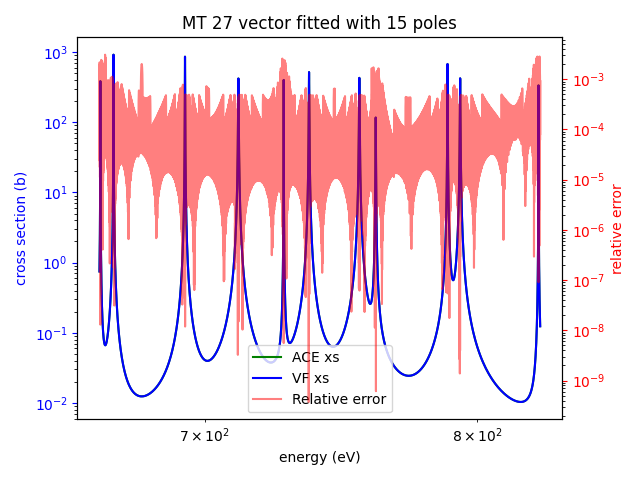 MT 27 vector fitted with 15 poles
10³
10²
10¹
10⁰
10⁻¹
10⁻²
cross section (b)
10⁻³
10⁻⁴
10⁻⁵
10⁻⁶
10⁻⁷
10⁻⁸
10⁻⁹
relative error
ACE xs
VF xs
Relative error
7 × 10²
8 × 10²
energy (eV)